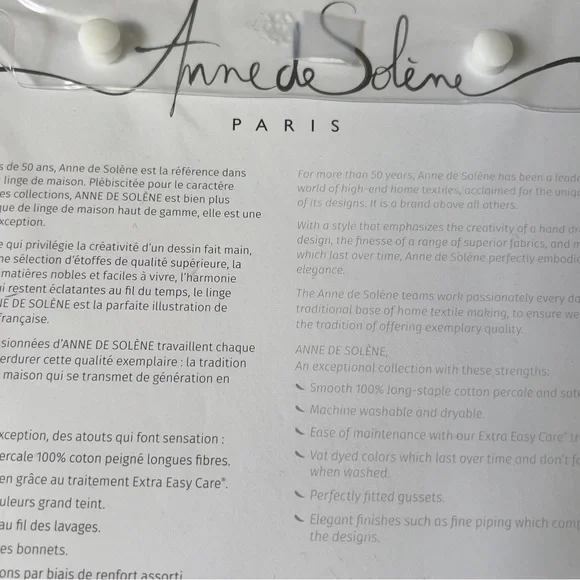 Anne de Solène
PARIS
s de 50 ans, Anne de Solène est la référence dans
linge de maison. Plébiscitée pour le caractère
es collections, ANNE DE SOLÈNE est bien plus
que de linge de maison haut de gamme, elle est une
xception.
e qui privilégie la créativité d'un dessin fait main,
ne sélection d'étoffes de qualité supérieure, la
matières nobles et faciles à vivre, l'harmonie
ui restent éclatantes au fil du temps, le linge
NE DE SOLÈNE est la parfaite illustration de
française.
ssionnées d'ANNE DE SOLÈNE travaillent chaque
erdurer cette qualité exemplaire : la tradition
maison qui se transmet de génération en
xception, des atouts qui font sensation :
ercale 100% coton peigné longues fibres.
en grâce au traitement Extra Easy Care®.
uleurs grand teint.
au fil des lavages.
es bonnets.
ons par biais de renfort assorti
For more than 50 years, Anne de Solène has been a leade
world of high-end home textiles, acclaimed for the uniq
of its designs. It is a brand above all others.
With a style that emphasizes the creativity of a hand dr
design, the finesse of a range of superior fabrics, and m
which last over time, Anne de Solène perfectly embodie
elegance.
The Anne de Solène teams work passionately every da
traditional base of home textile making, to ensure we
the tradition of offering exemplary quality.
ANNE DE SOLÈNE,
An exceptional collection with these strengths:
Smooth 100% long-staple cotton percale and sate
Machine washable and dryable.
Ease of maintenance with our Extra Easy Care® tr
Vat dyed colors which last over time and don't fa
when washed.
Perfectly fitted gussets.
Elegant finishes such as fine piping which comp
the designs.